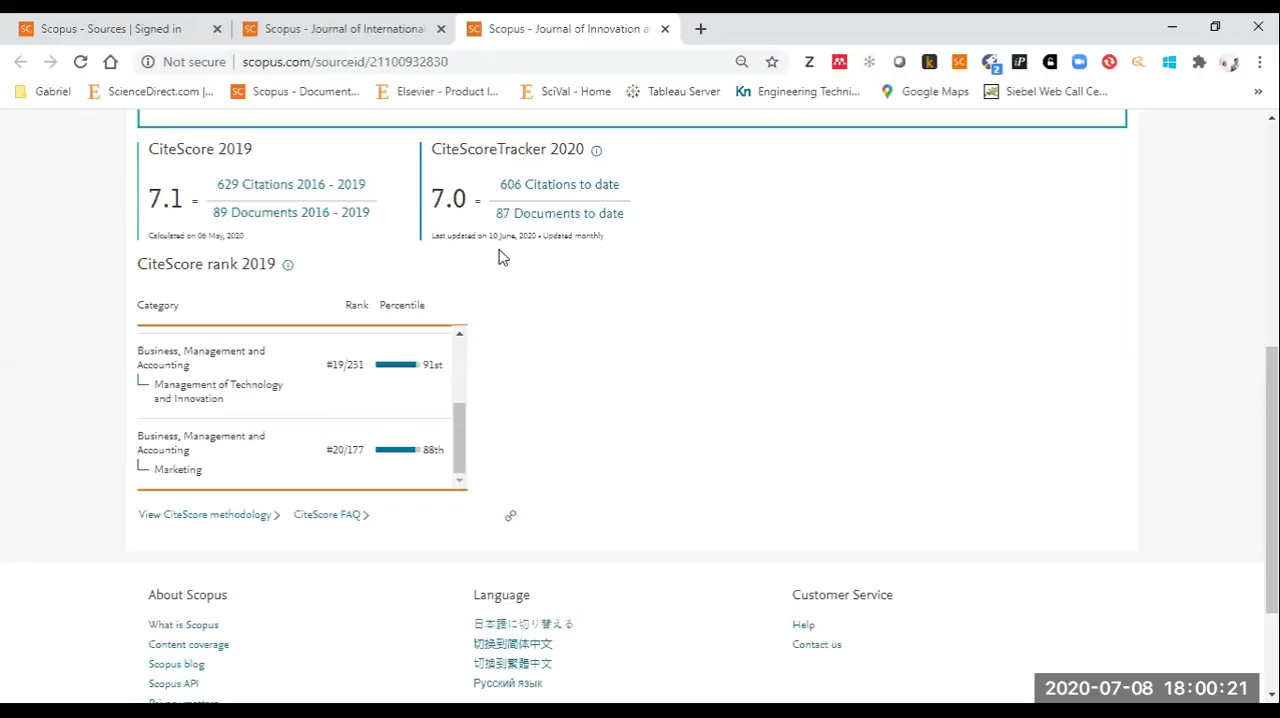 Scopus - Sources | Signed in
Scopus - Journal of International
Scopus - Journal of Innovation a
Not secure
scopus.com/sourceid/21100932830
Gabriel
ScienceDirect.com |...
Scopus - Document...
Elsevier - Product I...
SciVal - Home
Tableau Server
Kn Engineering Techni...
Google Maps
Siebel Web Call Ce...
CiteScore 2019
7.1 =
629 Citations 2016 - 2019
89 Documents 2016 - 2019
Calculated on 06 May, 2020
CiteScoreTracker 2020
7.0 =
606 Citations to date
87 Documents to date
Last updated on 10 June, 2020 • Updated monthly
CiteScore rank 2019
Category Rank Percentile
Business, Management and
Accounting
#19/231 91st
Management of Technology
and Innovation
Business, Management and
Accounting
#20/177 88th
Marketing
View CiteScore methodology
CiteScore FAQ
About Scopus
What is Scopus
Content coverage
Scopus blog
Scopus API
Language
日本語に切り替える
切换到简体中文
切換到繁體中文
Русский язык
Customer Service
Help
Contact us
2020-07-08 18:00:21